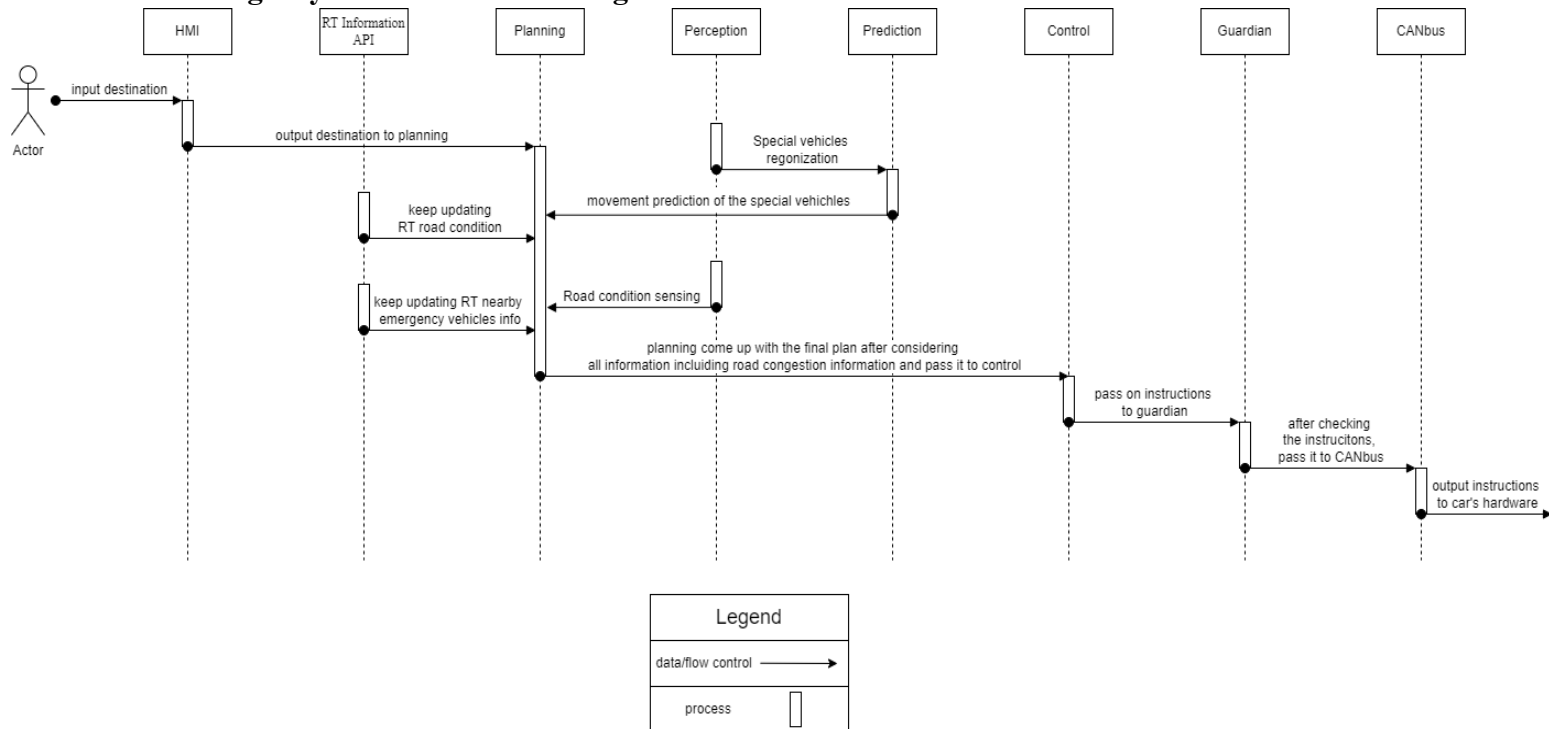 HMI
RT Information
API
Planning
Perception
Prediction
Control
Guardian
CANbus
Actor
input destination
output destination to planning
Special vehicles
regonization
movement prediction of the special vehichles
keep updating
RT road condition
Road condition sensing
keep updating RT nearby
emergency vehicles info
planning come up with the final plan after considering
all information incluiding road congestion information and pass it to control
pass on instructions
to guardian
after checking
the instrucitons,
pass it to CANbus
output instructions
to car's hardware
Legend
data/flow control
process